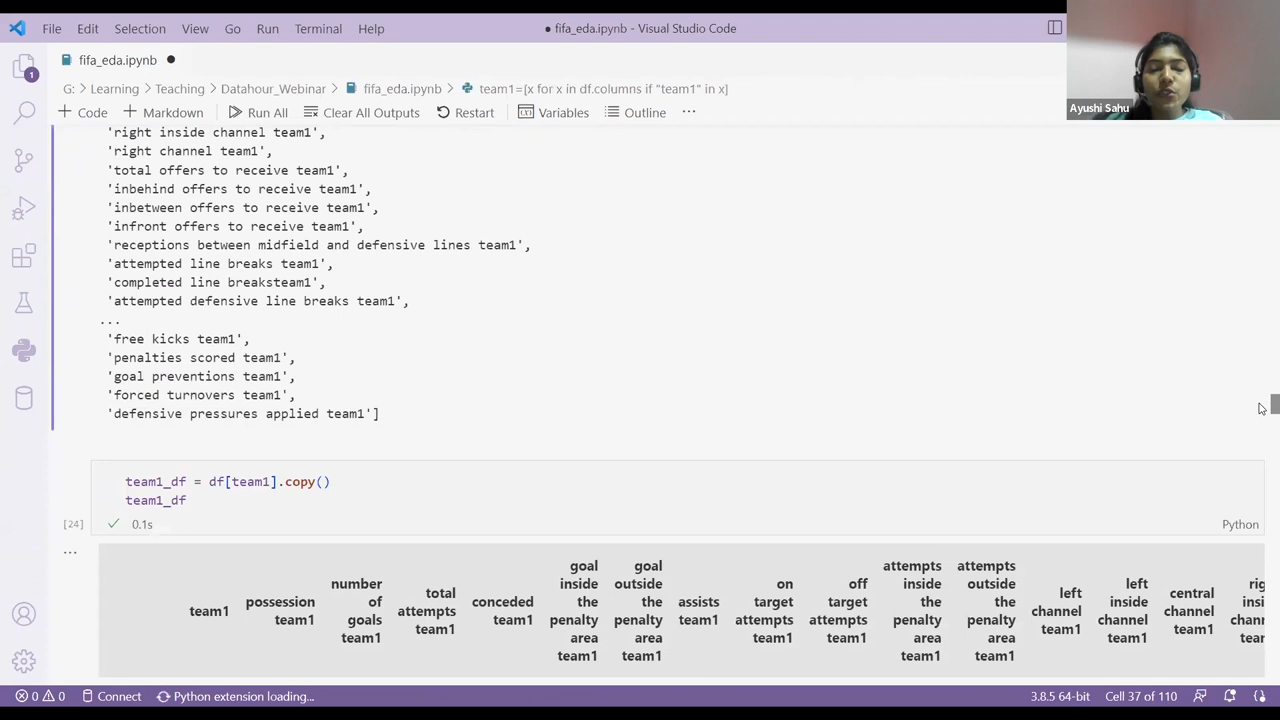 File Edit Selection View Go Run Terminal Help
● fifa_eda.ipynb - Visual Studio Code
fifa_eda.ipynb ●
G: > Learning > Teaching > Datahour_Webinar > fifa_eda.ipynb > team1=[x for x in df.columns if "team1" in x]
+ Code + Markdown Run All Clear All Outputs Restart Variables Outline ...
Ayushi Sahu
1
'right inside channel team1',
'right channel team1',
'total offers to receive team1',
'inbehind offers to receive team1',
'inbetween offers to receive team1',
'infront offers to receive team1',
'receptions between midfield and defensive lines team1',
'attempted line breaks team1',
'completed line breaksteam1',
'attempted defensive line breaks team1',
...
'free kicks team1',
'penalties scored team1',
'goal preventions team1',
'forced turnovers team1',
'defensive pressures applied team1']
team1_df = df[team1].copy()
team1_df
[24] ✓ 0.1s Python
...
team1
possession
team1
number
of
goals
team1
total
attempts
team1
conceded
team1
goal
inside
the
penalty
area
team1
goal
outside
the
penalty
area
team1
assists
team1
on
target
attempts
team1
off
target
attempts
team1
attempts
inside
the
penalty
area
team1
attempts
outside
the
penalty
area
team1
left
channel
team1
left
inside
channel
team1
central
channel
team1
0 0 Connect Python extension loading... 3.8.5 64-bit Cell 37 of 110